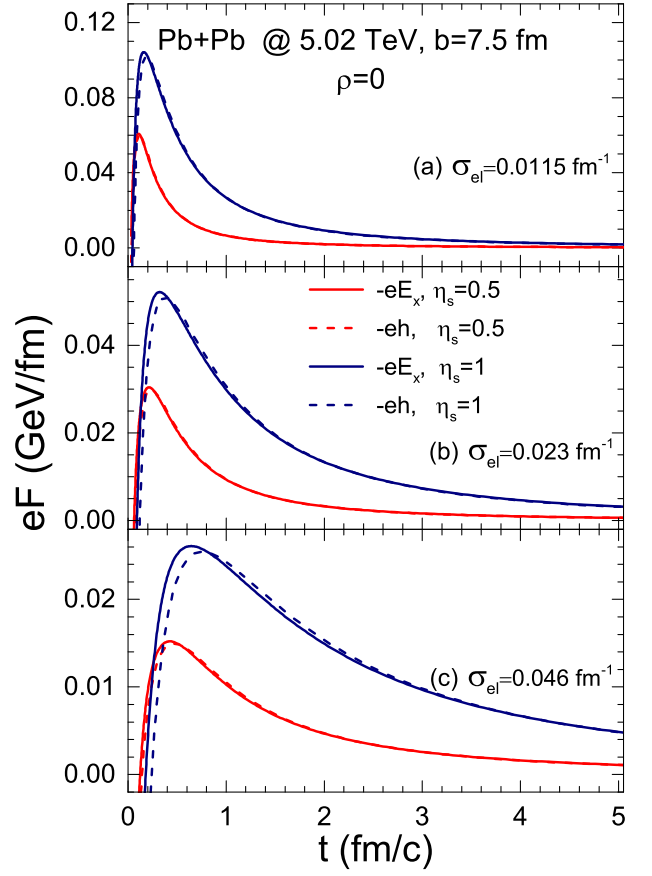 Pb+Pb @ 5.02 TeV, b=7.5 fm
ρ=0
0.12
0.08
0.04
0.00
(a) σel=0.0115 fm-1
-eEx, ηs=0.5
-eh, ηs=0.5
-eEx, ηs=1
-eh, ηs=1
0.04
0.02
0.00
(b) σel=0.023 fm-1
eF (GeV/fm)
0.02
0.01
0.00
(c) σel=0.046 fm-1
0 1 2 3 4 5
t (fm/c)